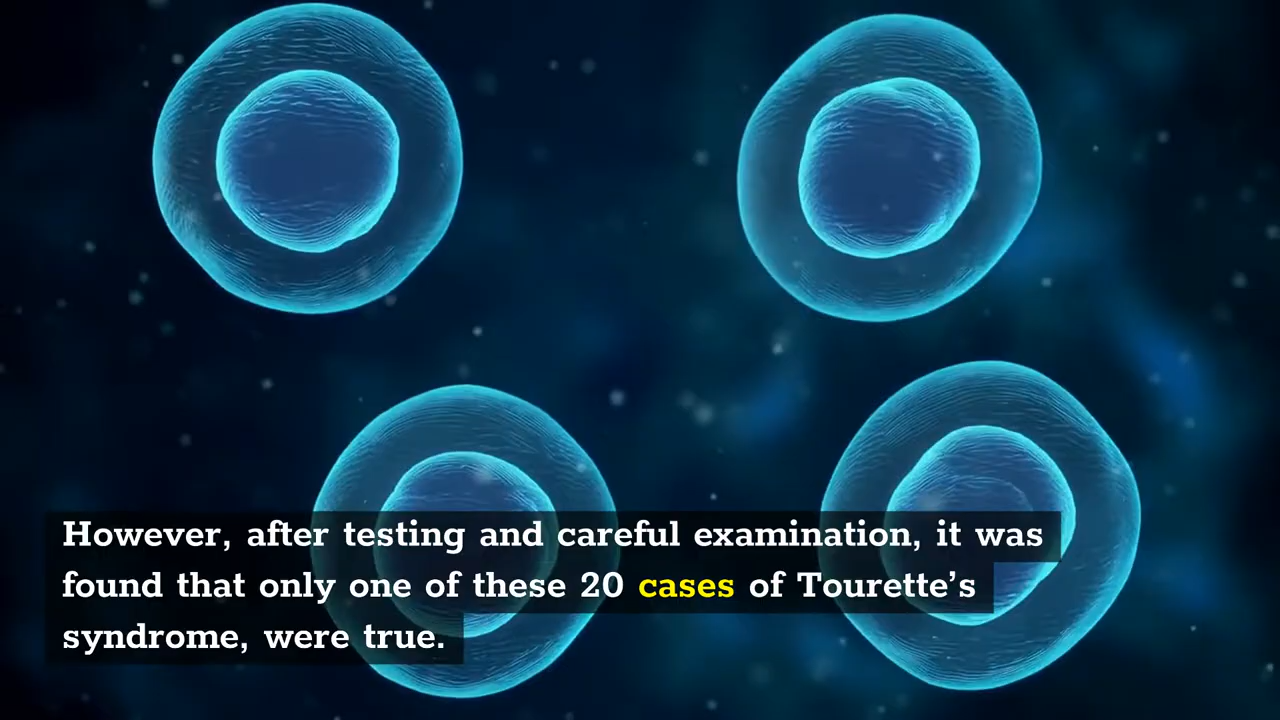 However, after testing and careful examination, it was
found that only one of these 20 cases of Tourette’s
syndrome, were true.